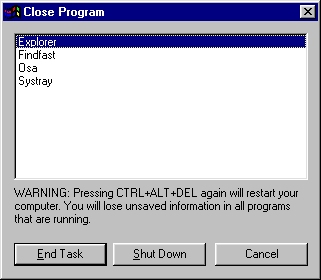 Close Program
Explorer
Findfast
Osa
Systray
WARNING: Pressing CTRL+ALT+DEL again will restart your
computer. You will lose unsaved information in all programs
that are running.
End Task
Shut Down
Cancel